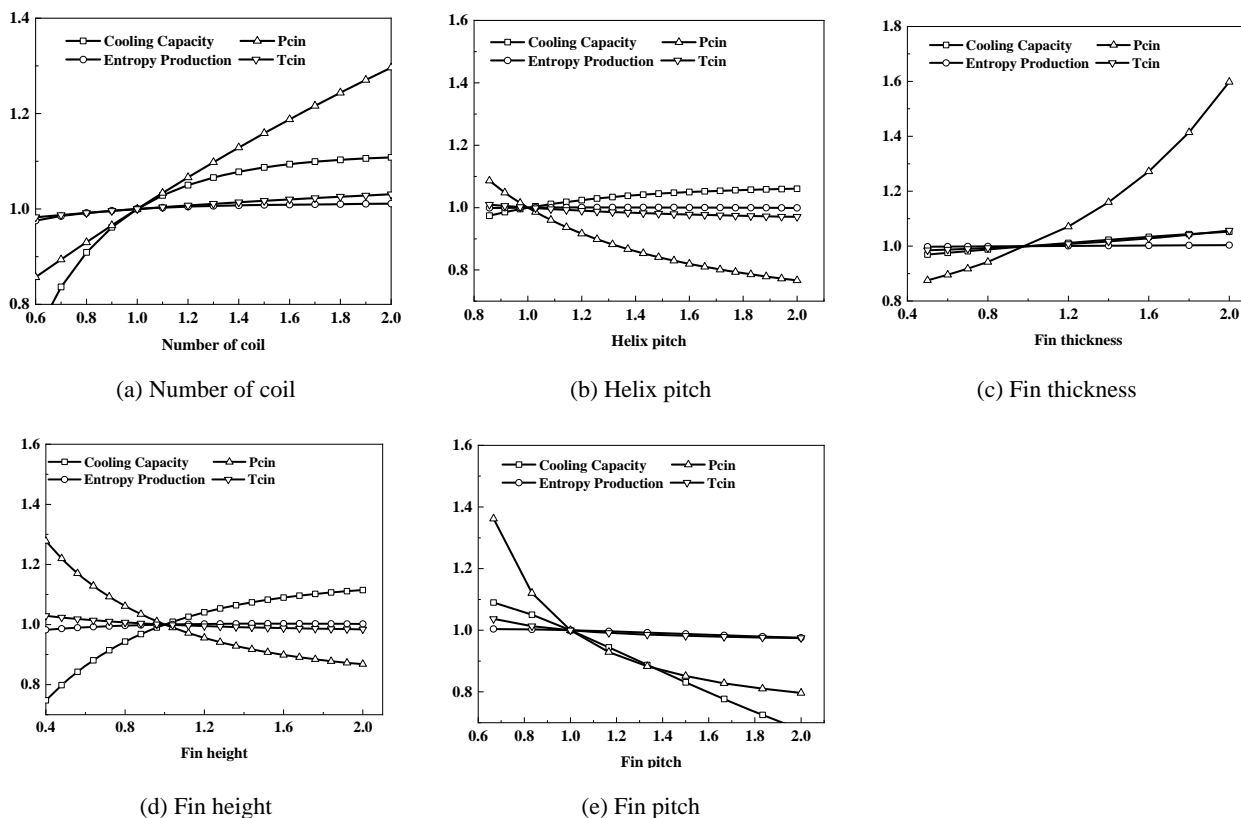 1.4
1.2
1.0
0.8
Cooling Capacity Pcin
Entropy Production Tcin
0.6 0.8 1.0 1.2 1.4 1.6 1.8 2.0
Number of coil
(a) Number of coil
1.6
1.4
1.2
1.0
0.8
Cooling Capacity Pcin
Entropy Production Tcin
0.8 1.0 1.2 1.4 1.6 1.8 2.0
Helix pitch
(b) Helix pitch
1.8
1.6
1.4
1.2
1.0
0.8
Cooling Capacity Pcin
Entropy Production Tcin
0.4 0.8 1.2 1.6 2.0
Fin thickness
(c) Fin thickness
1.6
1.4
1.2
1.0
0.8
Cooling Capacity Pcin
Entropy Production Tcin
0.4 0.8 1.2 1.6 2.0
Fin height
(d) Fin height
1.6
1.4
1.2
1.0
0.8
Cooling Capacity Pcin
Entropy Production Tcin
0.6 0.8 1.0 1.2 1.4 1.6 1.8 2.0
Fin pitch
(e) Fin pitch